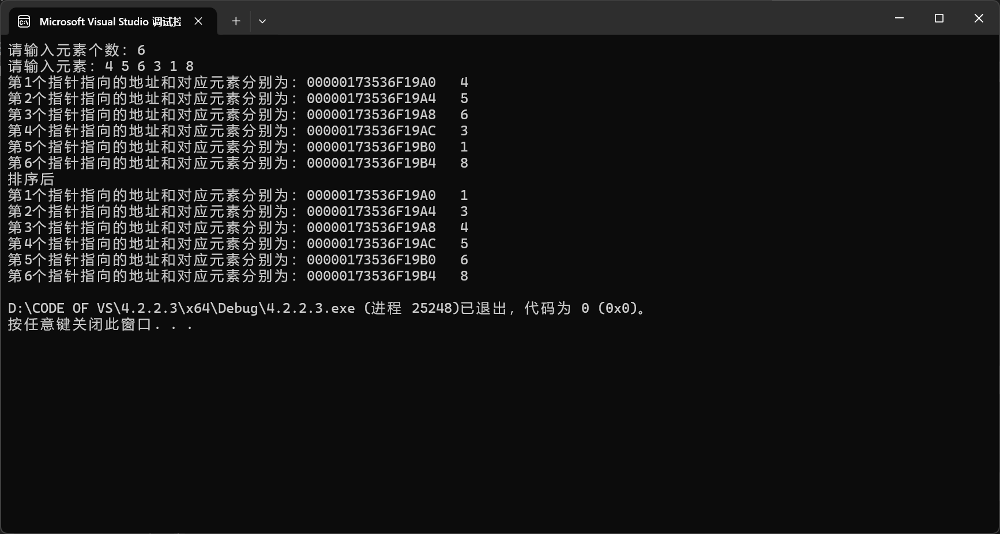 Microsoft Visual Studio 调试控
请输入元素个数: 6
请输入元素: 4 5 6 3 1 8
第1个指针指向的地址和对应元素分别为: 00000173536F19A0   4
第2个指针指向的地址和对应元素分别为: 00000173536F19A4   5
第3个指针指向的地址和对应元素分别为: 00000173536F19A8   6
第4个指针指向的地址和对应元素分别为: 00000173536F19AC   3
第5个指针指向的地址和对应元素分别为: 00000173536F19B0   1
第6个指针指向的地址和对应元素分别为: 00000173536F19B4   8
排序后
第1个指针指向的地址和对应元素分别为: 00000173536F19A0   1
第2个指针指向的地址和对应元素分别为: 00000173536F19A4   3
第3个指针指向的地址和对应元素分别为: 00000173536F19A8   4
第4个指针指向的地址和对应元素分别为: 00000173536F19AC   5
第5个指针指向的地址和对应元素分别为: 00000173536F19B0   6
第6个指针指向的地址和对应元素分别为: 00000173536F19B4   8
D:\CODE OF VS\4.2.2.3\x64\Debug\4.2.2.3.exe (进程 25248)已退出，代码为 0 (0x0)。
按任意键关闭此窗口. . .